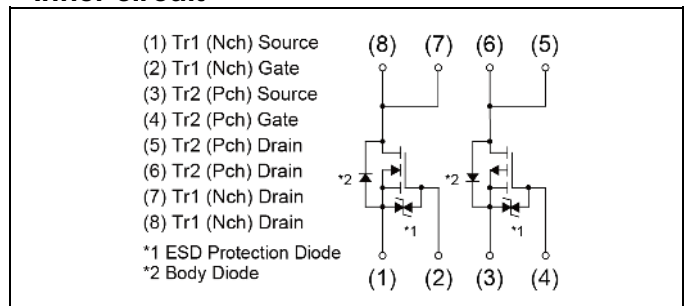 (1) Tr1 (Nch) Source
(2) Tr1 (Nch) Gate
(3) Tr2 (Pch) Source
(4) Tr2 (Pch) Gate
(5) Tr2 (Pch) Drain
(6) Tr2 (Pch) Drain
(7) Tr1 (Nch) Drain
(8) Tr1 (Nch) Drain
*1 ESD Protection Diode
*2 Body Diode
(8) (7) (6) (5)
*2 *2
*1 *1
(1) (2) (3) (4)